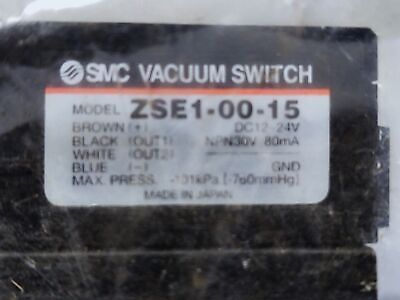 SMC VACUUM SWITCH
MODEL ZSE1-00-15
BROWN (+) DC12-24V
BLACK (OUT1) NPN30V 80mA
WHITE (OUT2)
BLUE (-) GND
MAX. PRESS. -101kPa (-760mmHg)
MADE IN JAPAN